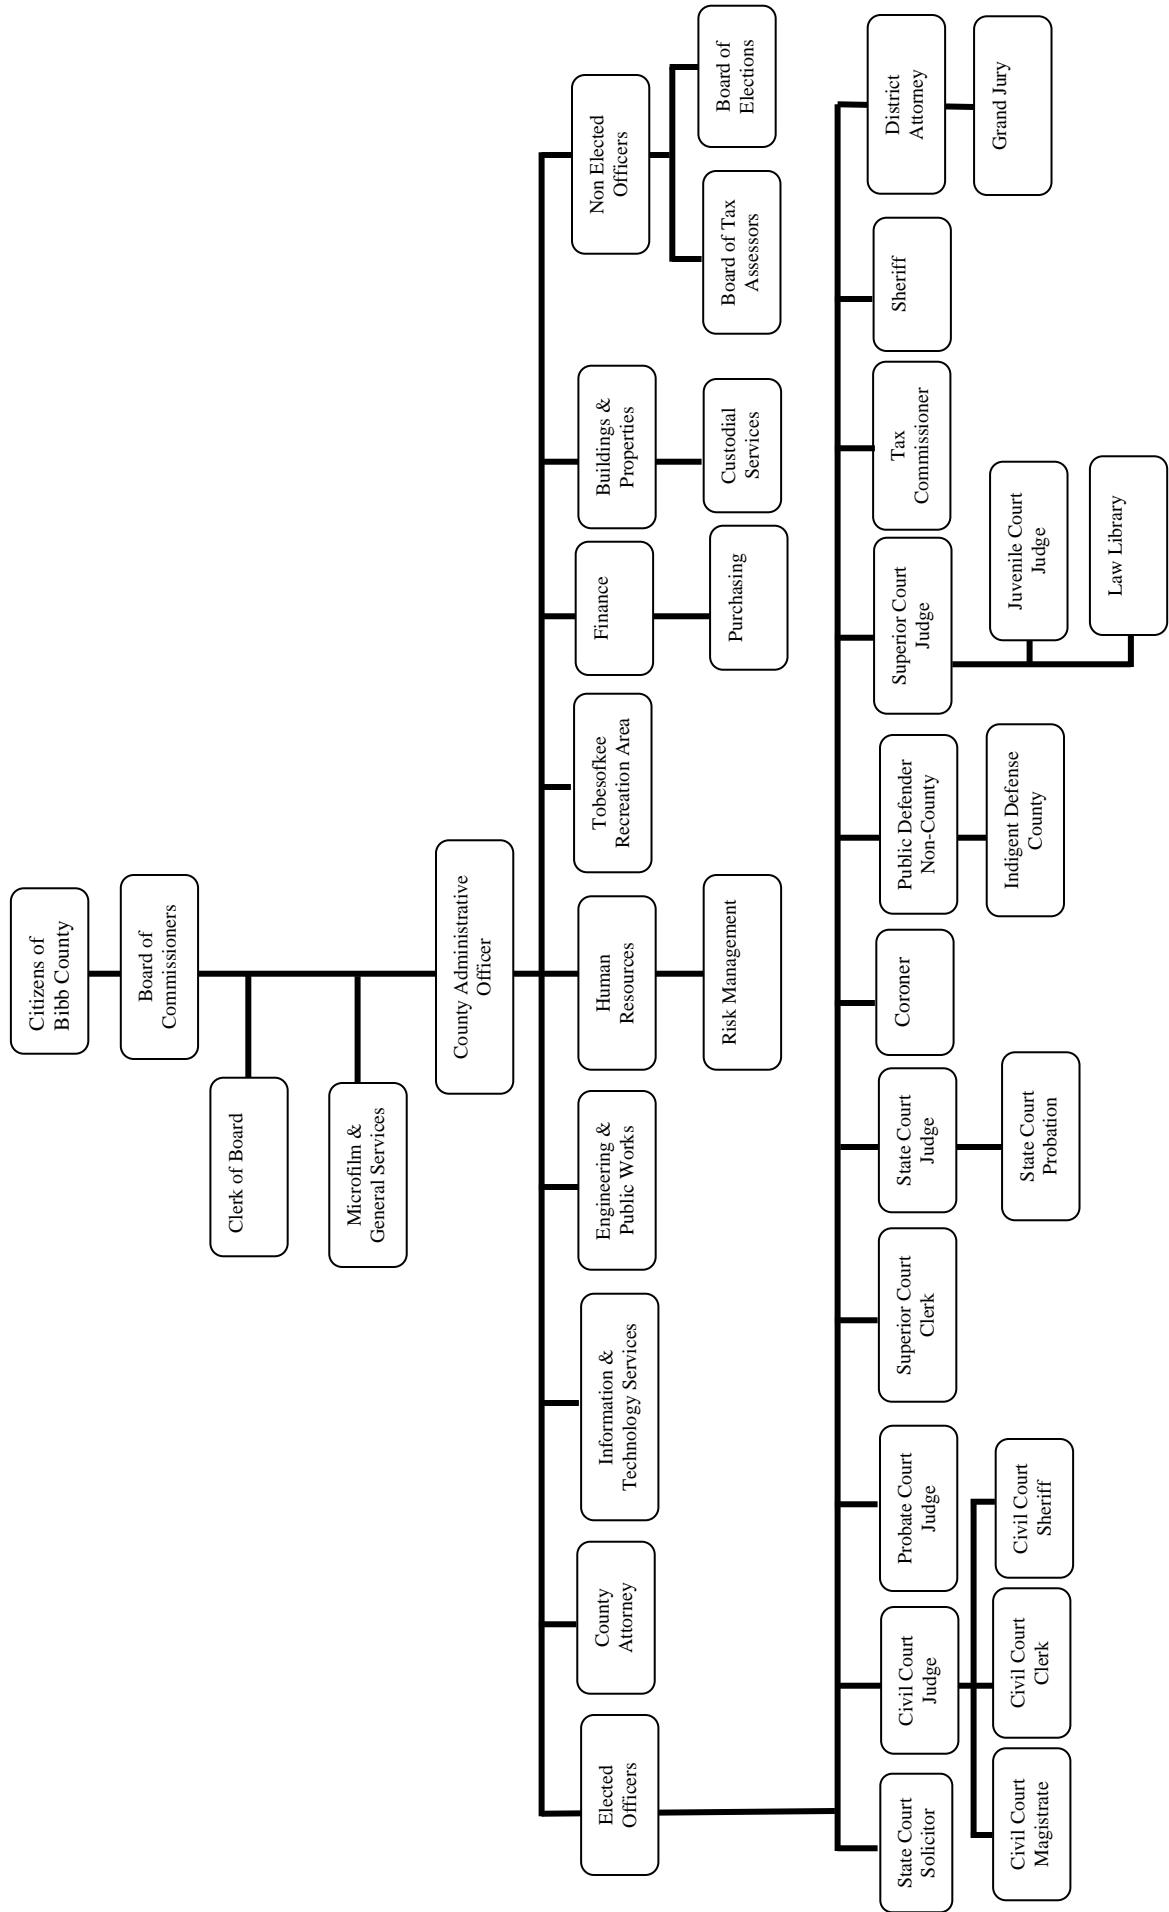 Citizens of
Bibb County
Board of
Commissioners
Clerk of Board
Microfilm &
General Services
County Administrative
Officer
Elected
Officers
County
Attorney
Information &
Technology Services
Engineering &
Public Works
Human
Resources
Tobesofkee
Recreation Area
Finance
Buildings &
Properties
Non Elected
Officers
Risk Management
Purchasing
Custodial
Services
Board of Tax
Assessors
Board of
Elections
State Court
Solicitor
Civil Court
Judge
Probate Court
Judge
Superior Court
Clerk
State Court
Judge
Coroner
Public Defender
Non-County
Superior Court
Judge
Tax
Commissioner
Sheriff
District
Attorney
Civil Court
Magistrate
Civil Court
Clerk
Civil Court
Sheriff
State Court
Probation
Indigent Defense
County
Juvenile Court
Judge
Law Library
Grand Jury